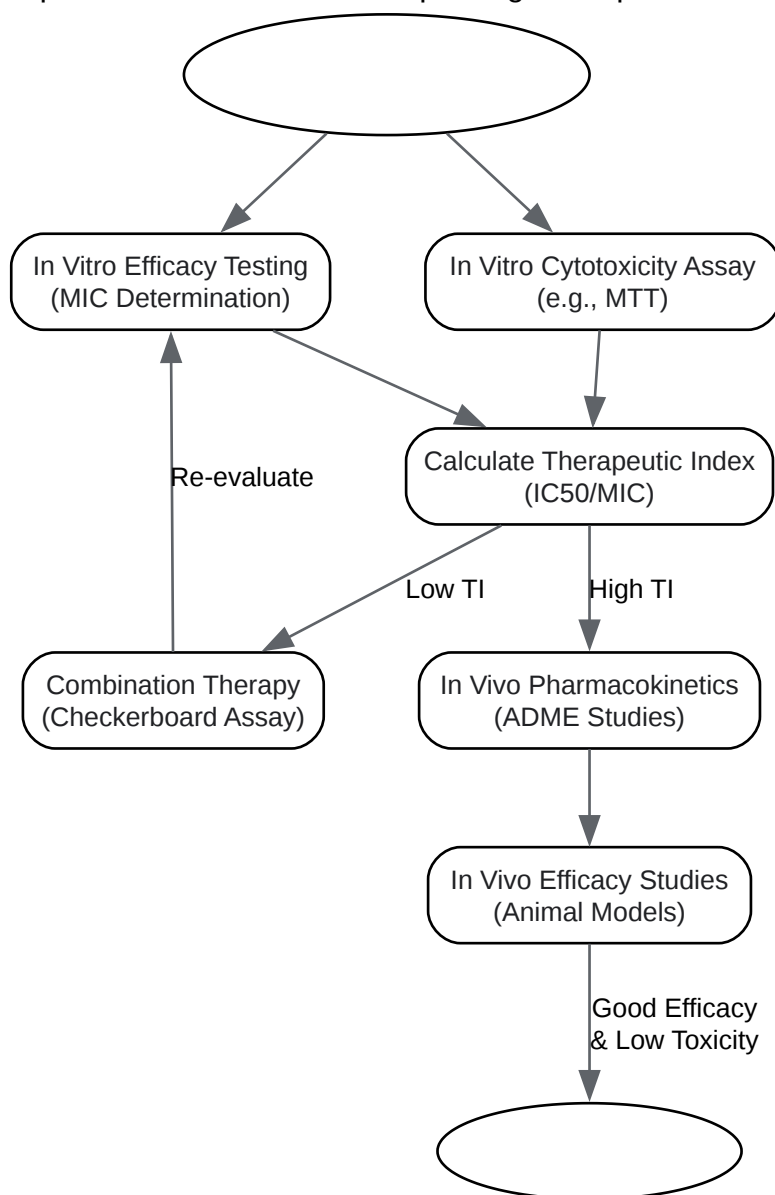 In Vitro Efficacy Testing
(MIC Determination)
In Vitro Cytotoxicity Assay
(e.g., MTT)
Calculate Therapeutic Index
(IC50/MIC)
Re-evaluate
Low TI
High TI
Combination Therapy
(Checkerboard Assay)
In Vivo Pharmacokinetics
(ADME Studies)
In Vivo Efficacy Studies
(Animal Models)
Good Efficacy
& Low Toxicity